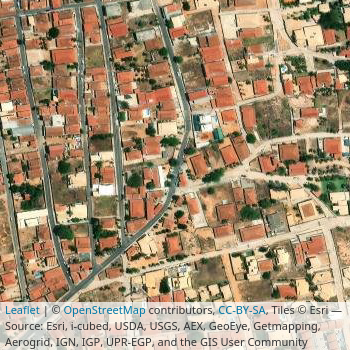 Leaflet | © OpenStreetMap contributors, CC-BY-SA, Tiles © Esri —
Source: Esri, i-cubed, USDA, USGS, AEX, GeoEye, Getmapping,
Aerogrid, IGN, IGP, UPR-EGP, and the GIS User Community